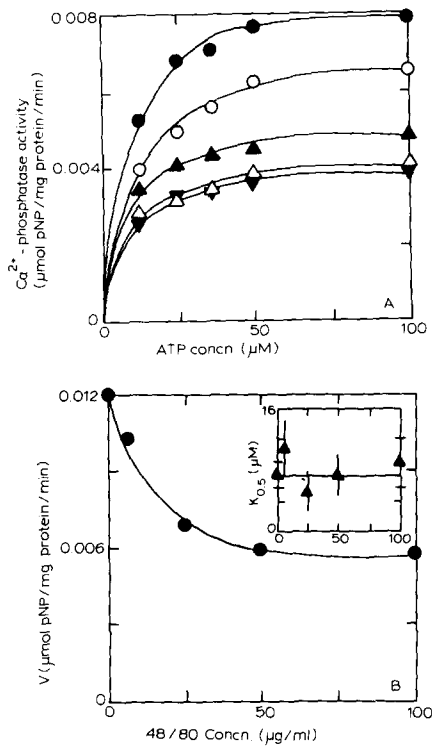 0.008
0.004
0
Ca²⁺ - phosphatase activity
(μmol pNP/mg protein/min)
A
0
50
100
ATP concn. (μM)
0.012
0.006
0
V (μmol pNP/mg protein/min)
16
8
0
K0.5 (μM)
0
50
100
B
0
50
100
48/80 Concn. (μg/ml)